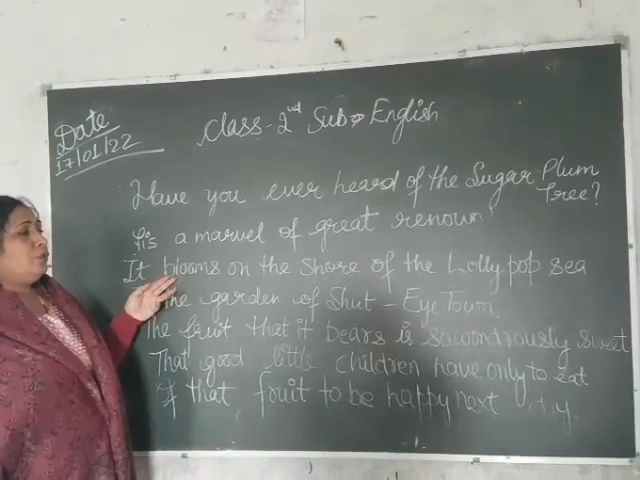 Date
17/01/22
Class - 2nd Sub⇒ English
Have you ever heard of the Sugar Plum
Tree?
'Tis a marvel of great renown!
It blooms on the Shore of the Lollypop sea
The garden of Shut - Eye Town.
The fruit that it bears is so wondrously sweet
That good little children have only to eat
Of that fruit to be happy next day.